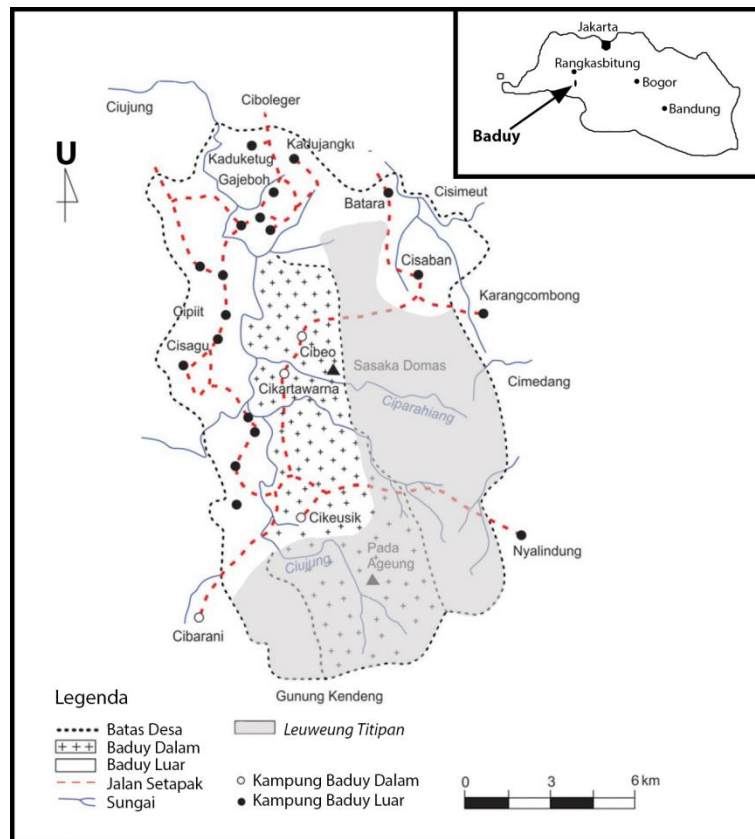 Jakarta
Rangkasbitung
Bogor
Bandung
Baduy
Ciujung
Ciboleger
U
Kaduketug
Kadujangku
Gajeboh
Batara
Cisimeut
Cisaban
Karangcombong
Cipiit
Cibeo
Cisagu
Sasaka Domas
Cikartawarna
Cimedang
Ciparahiang
Cikeusik
Nyalindung
Pada
Ageung
Ciujung
Cibarani
Gunung Kendeng
Legenda
Batas Desa
Baduy Dalam
Baduy Luar
Jalan Setapak
Sungai
Leuweung Titipan
Kampung Baduy Dalam
Kampung Baduy Luar
0 3 6 km